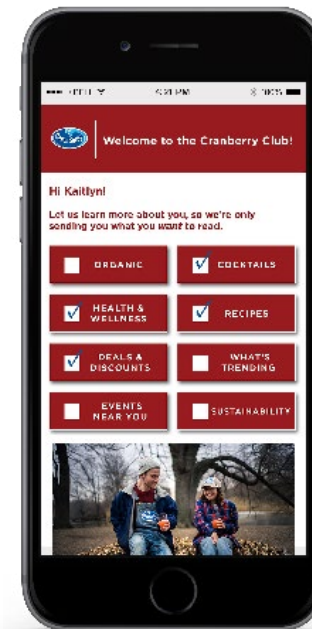 Welcome to the Cranberry Club!
Hi Kaitlyn!
Let us learn more about you, so we're only
sending you what you want to read.
ORGANIC
COCKTAILS
HEALTH &
WELLNESS
RECIPES
DEALS &
DISCOUNTS
WHAT'S
TRENDING
EVENTS
NEAR YOU
SUSTAINABILITY